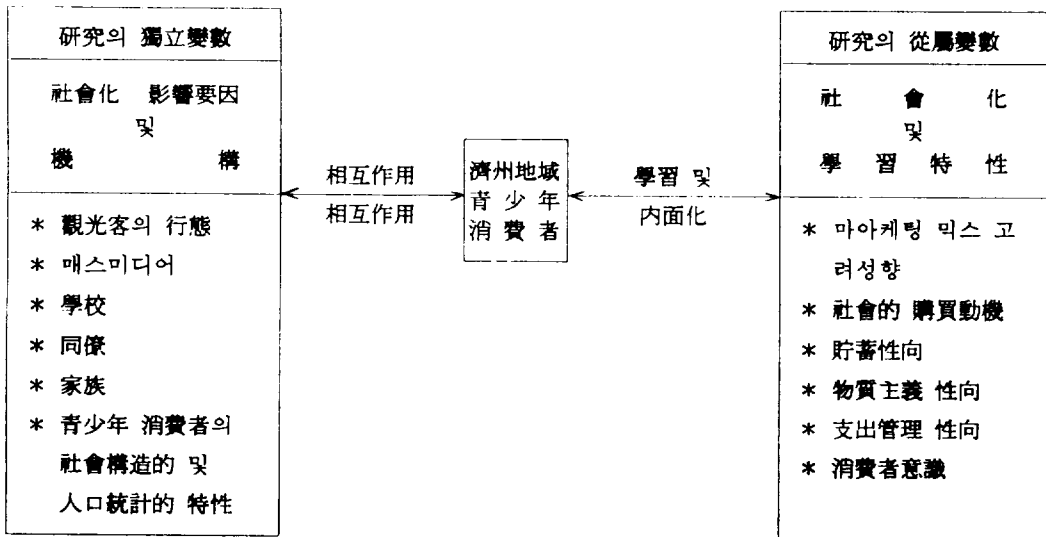 研究의 獨立變數
社會化 影響要因
및
機 構
* 觀光客의 行態
* 매스미디어
* 學校
* 同僚
* 家族
* 青少年 消費者의
社會構造的 및
人口統計的 特性
相互作用
相互作用
濟州地域
青 少 年
消 費 者
學習 및
内面化
研究의 從屬變數
社 會 化
및
學 習 特 性
* 마아케팅 믹스 고
려성향
* 社會的 購買動機
* 貯蓄性向
* 物質主義 性向
* 支出管理 性向
* 消費者意識